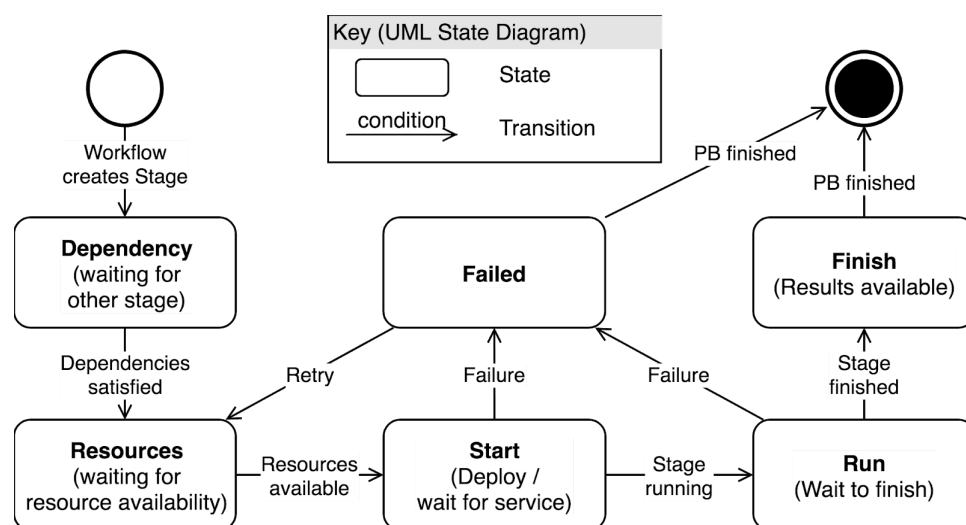 Key (UML State Diagram)
State
condition
Transition
Workflow
creates Stage
PB finished
PB finished
Dependency
(waiting for
other stage)
Failed
Finish
(Results available)
Dependencies
satisfied
Retry
Failure
Failure
Stage
finished
Resources
(waiting for
resource availability)
Resources
available
Start
(Deploy /
wait for service)
Stage
running
Run
(Wait to finish)